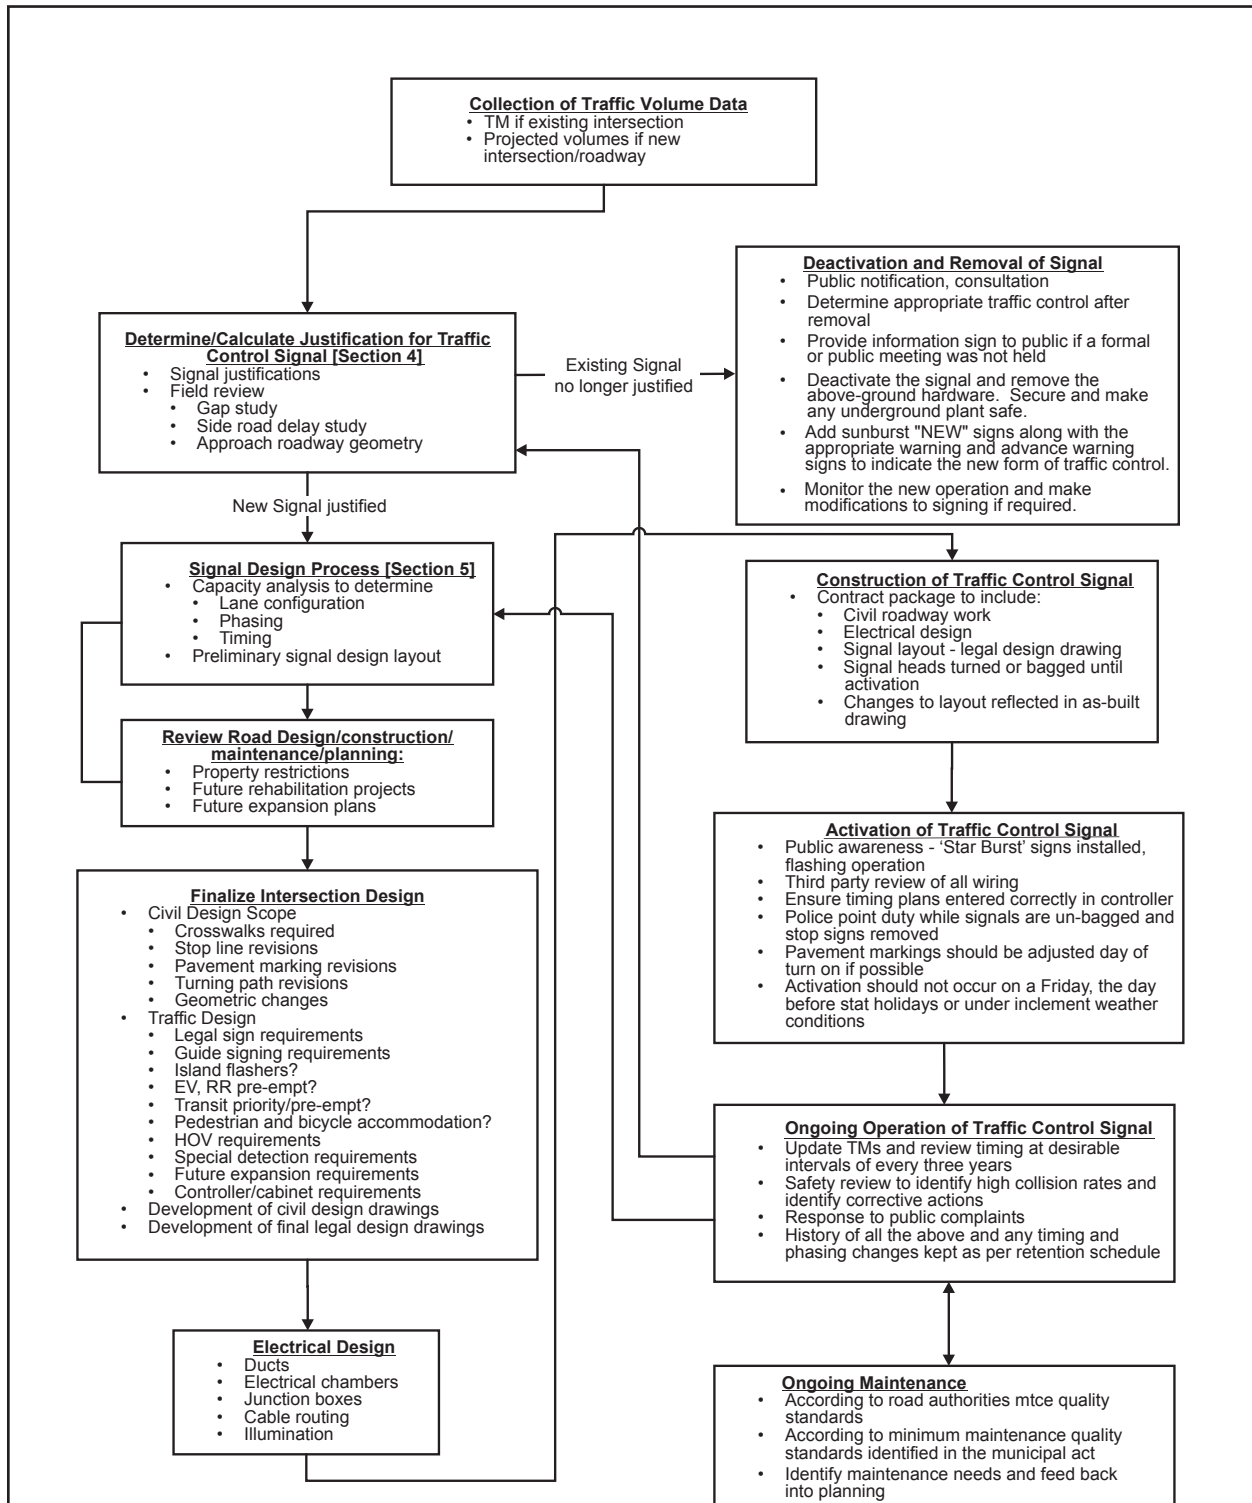 Collection of Traffic Volume Data
• TM if existing intersection
• Projected volumes if new
intersection/roadway
Determine/Calculate Justification for Traffic
Control Signal [Section 4]
• Signal justifications
• Field review
• Gap study
• Side road delay study
• Approach roadway geometry
Existing Signal
no longer justified
Deactivation and Removal of Signal
• Public notification, consultation
• Determine appropriate traffic control after
removal
• Provide information sign to public if a formal
or public meeting was not held
• Deactivate the signal and remove the
above-ground hardware. Secure and make
any underground plant safe.
• Add sunburst "NEW" signs along with the
appropriate warning and advance warning
signs to indicate the new form of traffic control.
• Monitor the new operation and make
modifications to signing if required.
New Signal justified
Signal Design Process [Section 5]
• Capacity analysis to determine
• Lane configuration
• Phasing
• Timing
• Preliminary signal design layout
Review Road Design/construction/
maintenance/planning:
• Property restrictions
• Future rehabilitation projects
• Future expansion plans
Finalize Intersection Design
• Civil Design Scope
• Crosswalks required
• Stop line revisions
• Pavement marking revisions
• Turning path revisions
• Geometric changes
• Traffic Design
• Legal sign requirements
• Guide signing requirements
• Island flashers?
• EV, RR pre-empt?
• Transit priority/pre-empt?
• Pedestrian and bicycle accommodation?
• HOV requirements
• Special detection requirements
• Future expansion requirements
• Controller/cabinet requirements
• Development of civil design drawings
• Development of final legal design drawings
Electrical Design
• Ducts
• Electrical chambers
• Junction boxes
• Cable routing
• Illumination
Construction of Traffic Control Signal
• Contract package to include:
• Civil roadway work
• Electrical design
• Signal layout - legal design drawing
• Signal heads turned or bagged until
activation
• Changes to layout reflected in as-built
drawing
Activation of Traffic Control Signal
• Public awareness - ‘Star Burst’ signs installed,
flashing operation
• Third party review of all wiring
• Ensure timing plans entered correctly in controller
• Police point duty while signals are un-bagged and
stop signs removed
• Pavement markings should be adjusted day of
turn on if possible
• Activation should not occur on a Friday, the day
before stat holidays or under inclement weather
conditions
Ongoing Operation of Traffic Control Signal
• Update TMs and review timing at desirable
intervals of every three years
• Safety review to identify high collision rates and
identify corrective actions
• Response to public complaints
• History of all the above and any timing and
phasing changes kept as per retention schedule
Ongoing Maintenance
• According to road authorities mtce quality
standards
• According to minimum maintenance quality
standards identified in the municipal act
• Identify maintenance needs and feed back
into planning